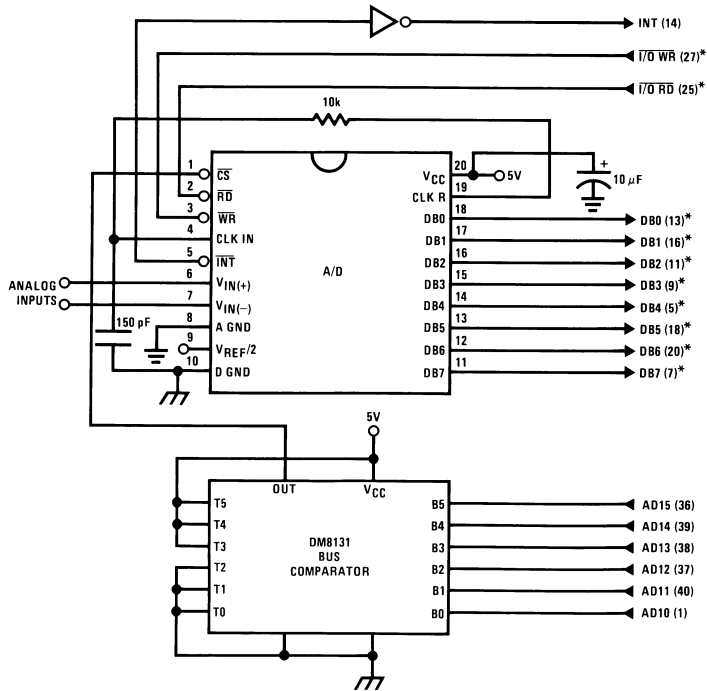 INT (14)
I/O WR (27)*
I/O RD (25)*
10k
1
CS
2
RD
3
WR
4
CLK IN
5
INT
6
VIN(+)
7
VIN(−)
8
A GND
9
VREF/2
10
D GND
ANALOG
INPUTS
150 pF
A/D
20
VCC
5V
+
10 μF
19
CLK R
18
DB0
DB0 (13)*
17
DB1
DB1 (16)*
16
DB2
DB2 (11)*
15
DB3
DB3 (9)*
14
DB4
DB4 (5)*
13
DB5
DB5 (18)*
12
DB6
DB6 (20)*
11
DB7
DB7 (7)*
5V
OUT
VCC
T5
T4
T3
T2
T1
T0
DM8131
BUS
COMPARATOR
B5
AD15 (36)
B4
AD14 (39)
B3
AD13 (38)
B2
AD12 (37)
B1
AD11 (40)
B0
AD10 (1)